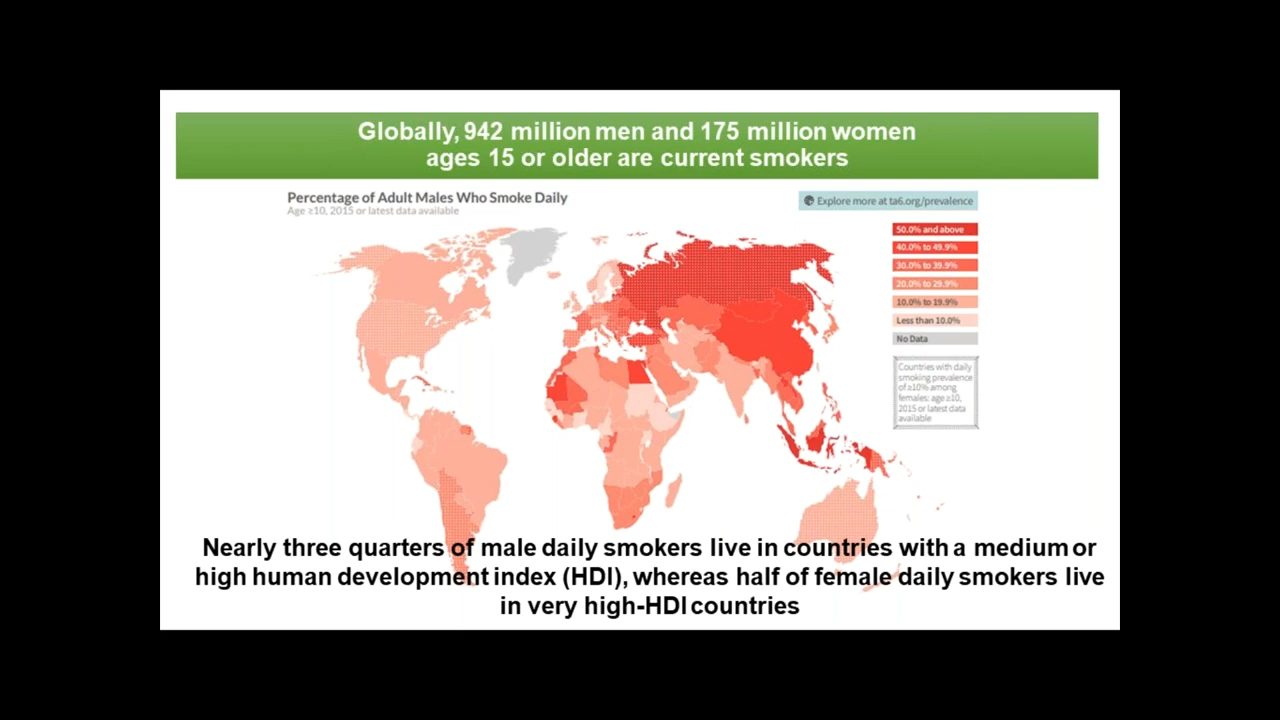 Globally, 942 million men and 175 million women
ages 15 or older are current smokers
Percentage of Adult Males Who Smoke Daily
Age ≥10, 2015 or latest data available
Explore more at ta6.org/prevalence
50.0% and above
40.0% to 49.9%
30.0% to 39.9%
20.0% to 29.9%
10.0% to 19.9%
Less than 10.0%
No Data
Countries with daily
smoking prevalence
of ≥10% among
females: age ≥10,
2015 or latest data
available
Nearly three quarters of male daily smokers live in countries with a medium or
high human development index (HDI), whereas half of female daily smokers live
in very high-HDI countries